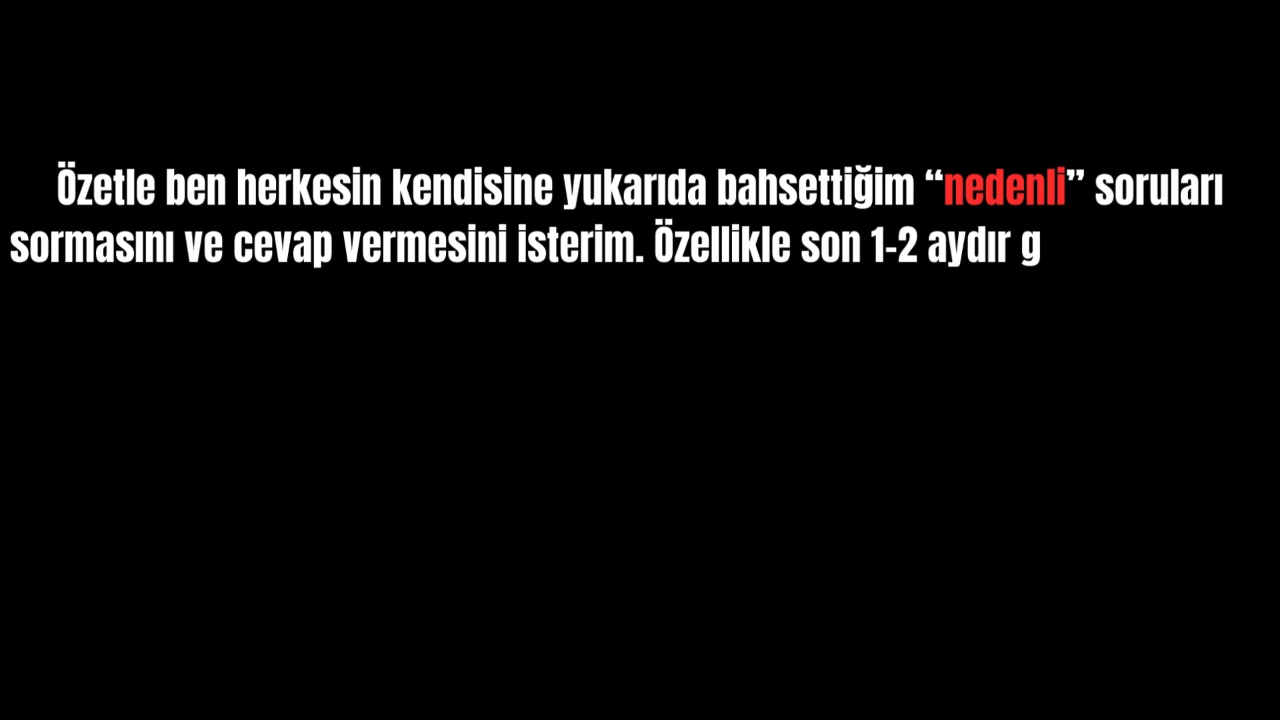 Özetle ben herkesin kendisine yukarıda bahsettiğim “nedenli” soruları
sormasını ve cevap vermesini isterim. Özellikle son 1-2 aydır g